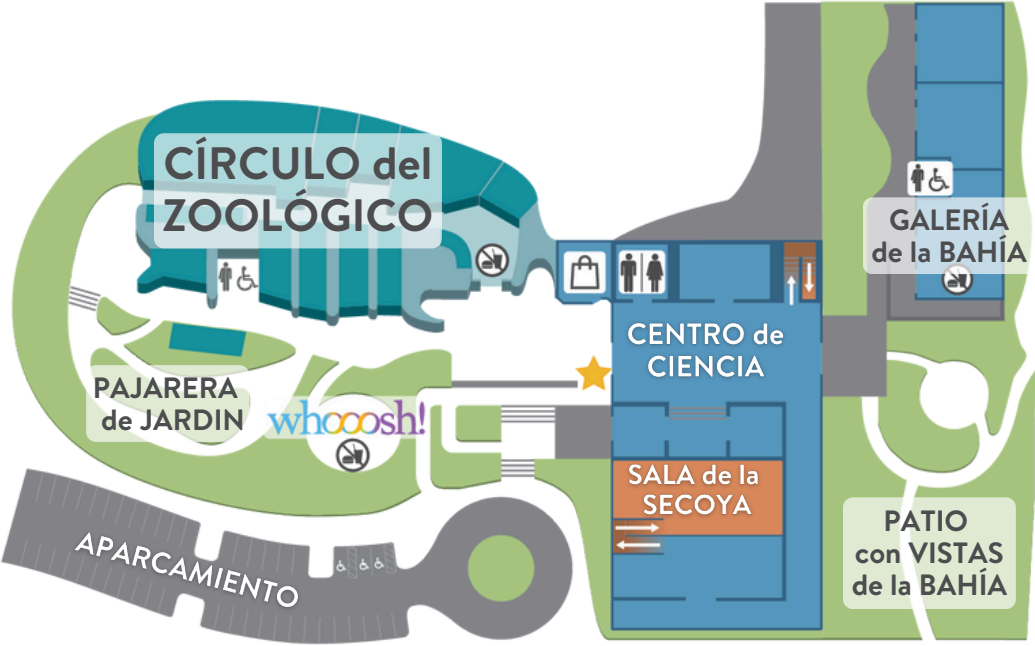 CÍRCULO del
ZOOLÓGICO
GALERÍA
de la BAHÍA
CENTRO de
CIENCIA
PAJARERA
de JARDIN
whooosh!
SALA de la
SECOYA
PATIO
con VISTAS
de la BAHÍA
APARCAMIENTO